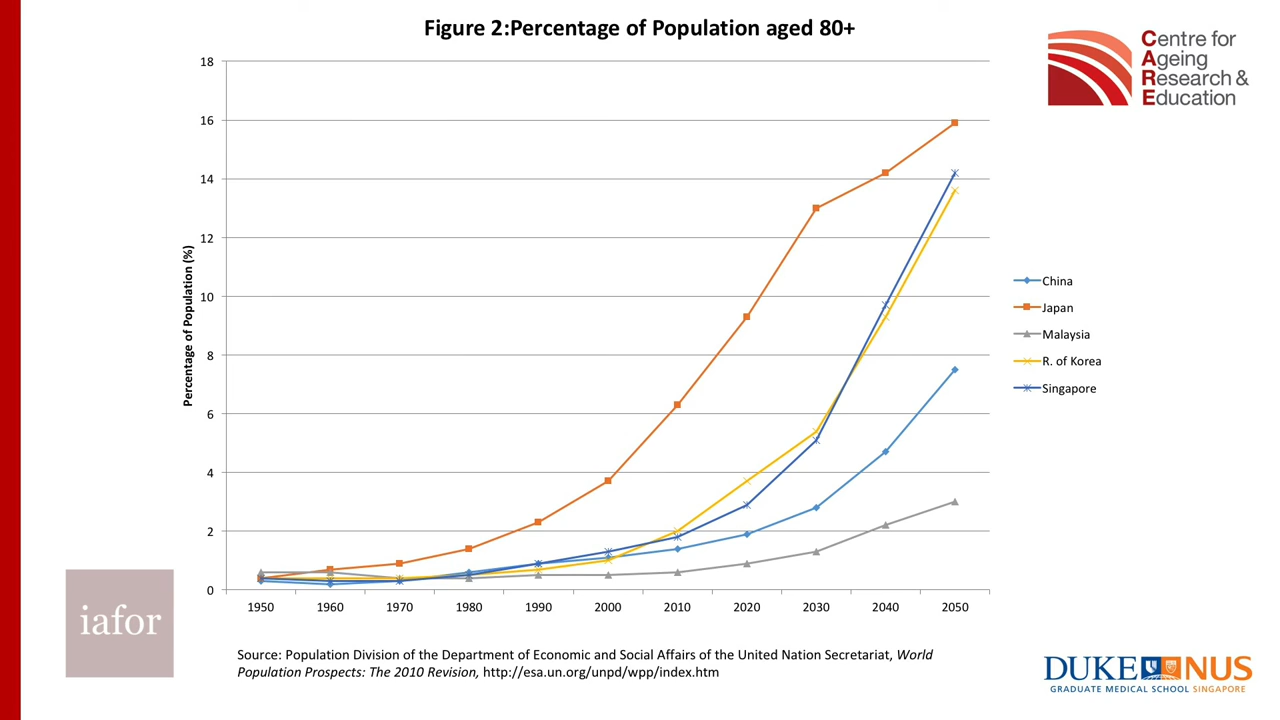 Figure 2:Percentage of Population aged 80+
Centre for
Ageing
Research &
Education
18
16
14
12
10
8
6
4
2
0
Percentage of Population (%)
1950 1960 1970 1980 1990 2000 2010 2020 2030 2040 2050
China
Japan
Malaysia
R. of Korea
Singapore
iafor
Source: Population Division of the Department of Economic and Social Affairs of the United Nation Secretariat, World
Population Prospects: The 2010 Revision, http://esa.un.org/unpd/wpp/index.htm
DUKE NUS
GRADUATE MEDICAL SCHOOL SINGAPORE